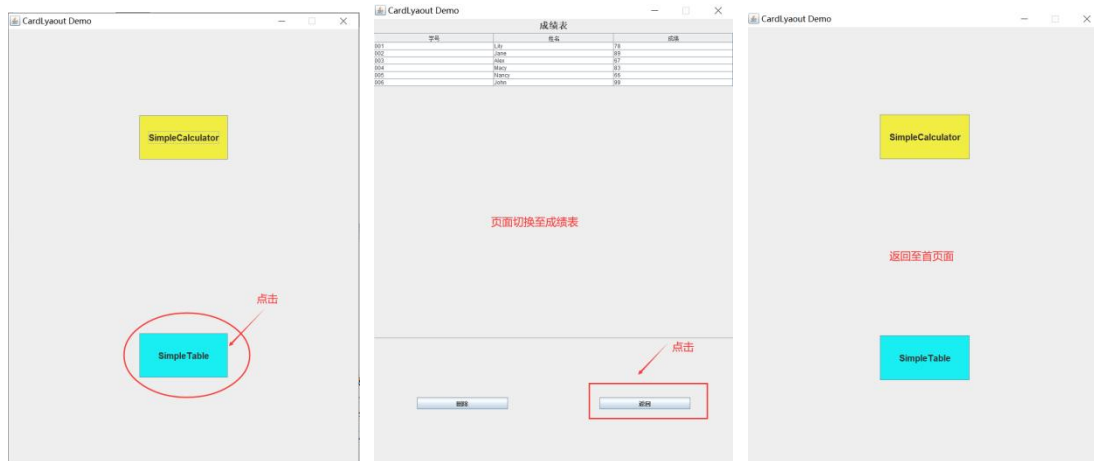 CardLyaout Demo
SimpleCalculator
点击
SimpleTable
CardLyaout Demo
成绩表
学号 姓名 成绩
001 Lily 78
002 Jane 89
003 Alex 67
004 Macy 83
005 Nancy 66
006 John 98
页面切换至成绩表
点击
删除 返回
CardLyaout Demo
SimpleCalculator
返回至首页面
SimpleTable